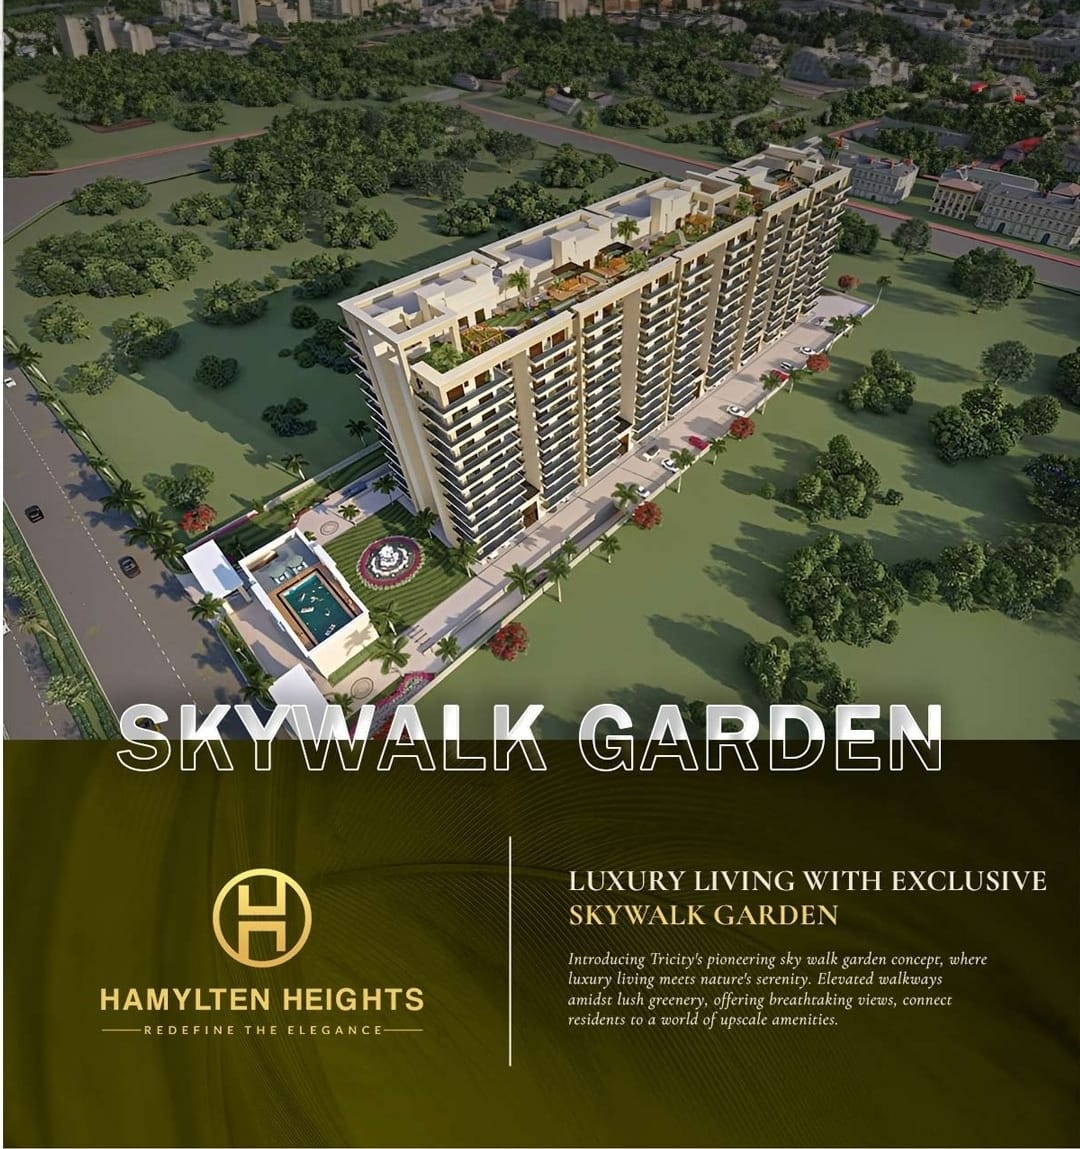 SKYWALK GARDEN
HAMYLTEN HEIGHTS
REDEFINE THE ELEGANCE
LUXURY LIVING WITH EXCLUSIVE
SKYWALK GARDEN
Introducing Tricity's pioneering sky walk garden concept, where
luxury living meets nature's serenity. Elevated walkways
amidst lush greenery, offering breathtaking views, connect
residents to a world of upscale amenities.